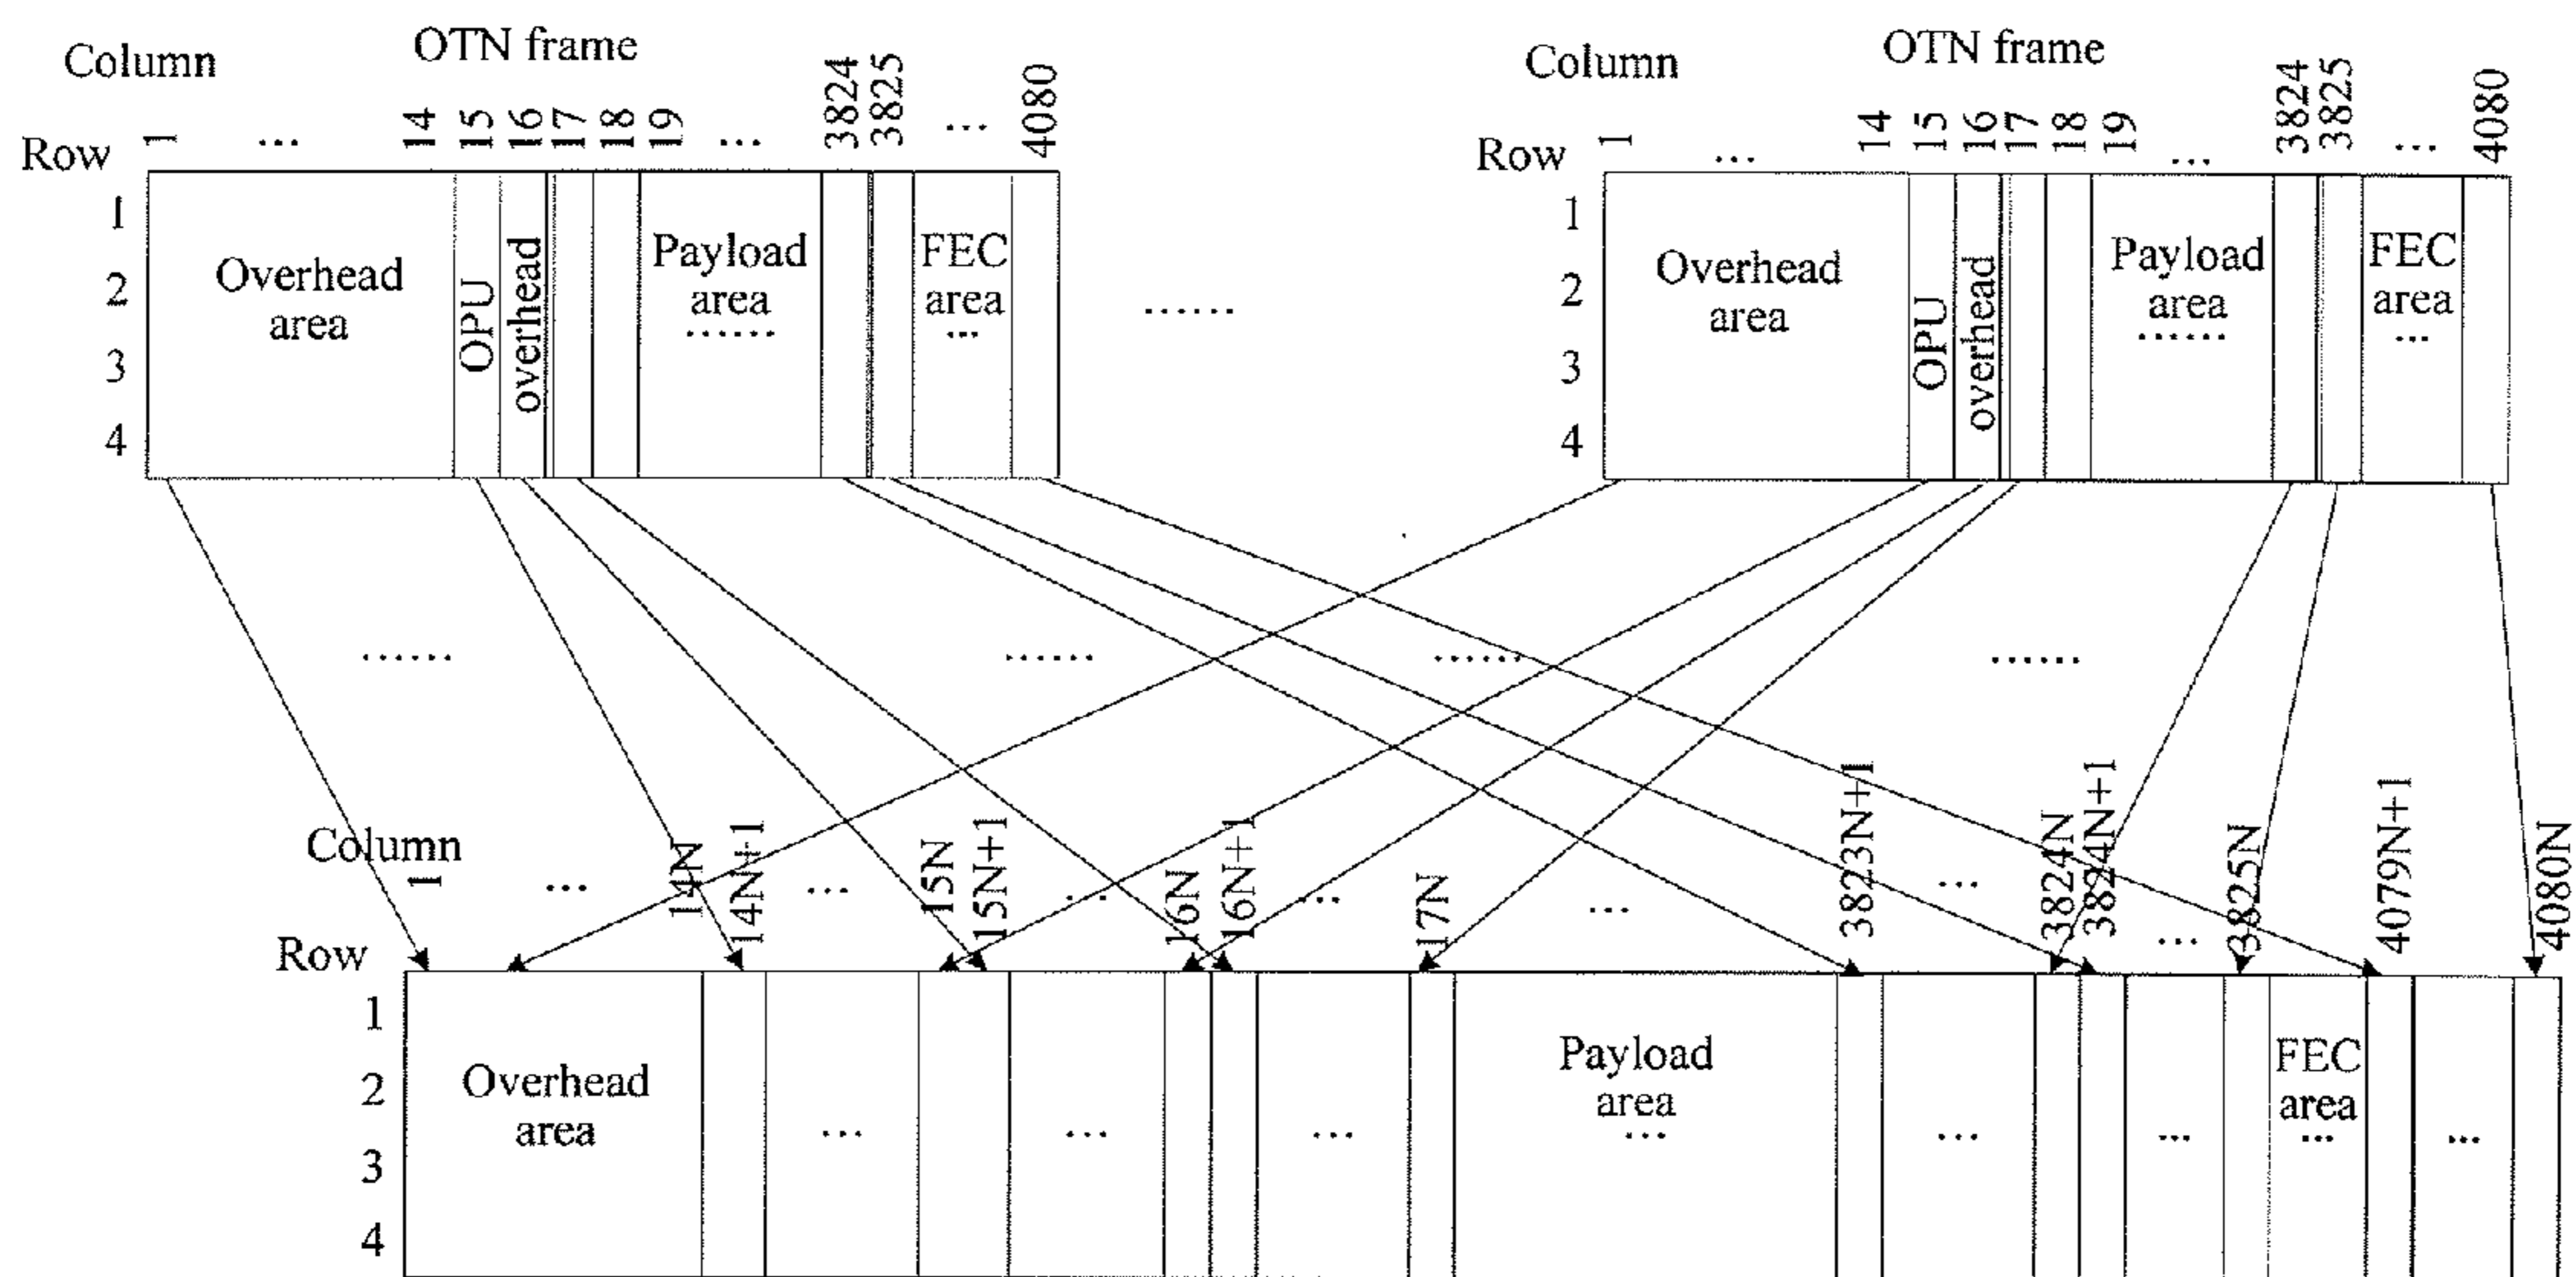 Column OTN frame
Row 1 ... 14 15 16 17 18 19 ... 3824 3825 ... 4080
1
2
3
4
Overhead area
OPU overhead
Payload area
......
FEC area
...
......
Column OTN frame
Row 1 ... 14 15 16 17 18 19 ... 3824 3825 ... 4080
1
2
3
4
Overhead area
OPU overhead
Payload area
......
FEC area
...
...... ...... ...... ......
Column
1 ... 14N 14N+1 ... 15N 15N+1 ... 16N 16N+1 ... 17N ... 3823N+1 ... 3824N 3824N+1 ... 3825N 4079N+1 4080N
Row
1
2
3
4
Overhead area
... ... ...
Payload area
...
... ...
FEC area
...
...